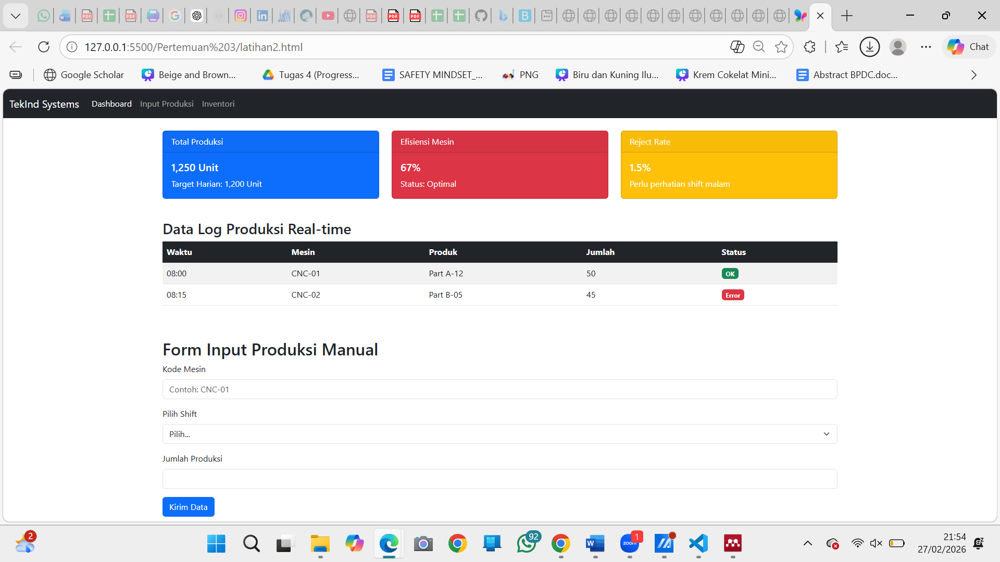 127.0.0.1:5500/Pertemuan%203/latihan2.html
Chat
Google Scholar
Beige and Brown...
Tugas 4 (Progress...
SAFETY MINDSET_...
PNG
Biru dan Kuning Ilu...
Krem Cokelat Mini...
Abstract BPDC.doc...
TekInd Systems Dashboard Input Produksi Inventori
Total Produksi
1,250 Unit
Target Harian: 1,200 Unit
Efisiensi Mesin
67%
Status: Optimal
Reject Rate
1.5%
Perlu perhatian shift malam
Data Log Produksi Real-time
Waktu Mesin Produk Jumlah Status
08:00 CNC-01 Part A-12 50 OK
08:15 CNC-02 Part B-05 45 Error
Form Input Produksi Manual
Kode Mesin
Contoh: CNC-01
Pilih Shift
Pilih...
Jumlah Produksi
Kirim Data
2
92
1
zoom
21:54
27/02/2026